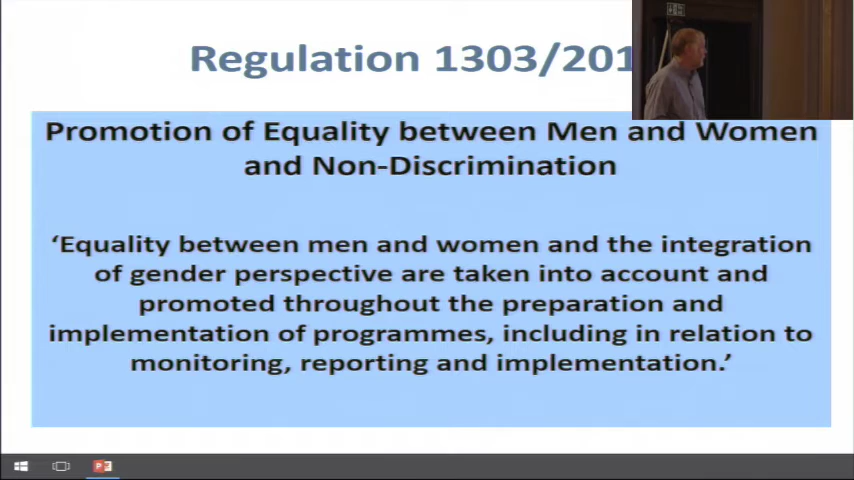 Regulation 1303/201
Promotion of Equality between Men and Women
and Non-Discrimination
‘Equality between men and women and the integration
of gender perspective are taken into account and
promoted throughout the preparation and
implementation of programmes, including in relation to
monitoring, reporting and implementation.’